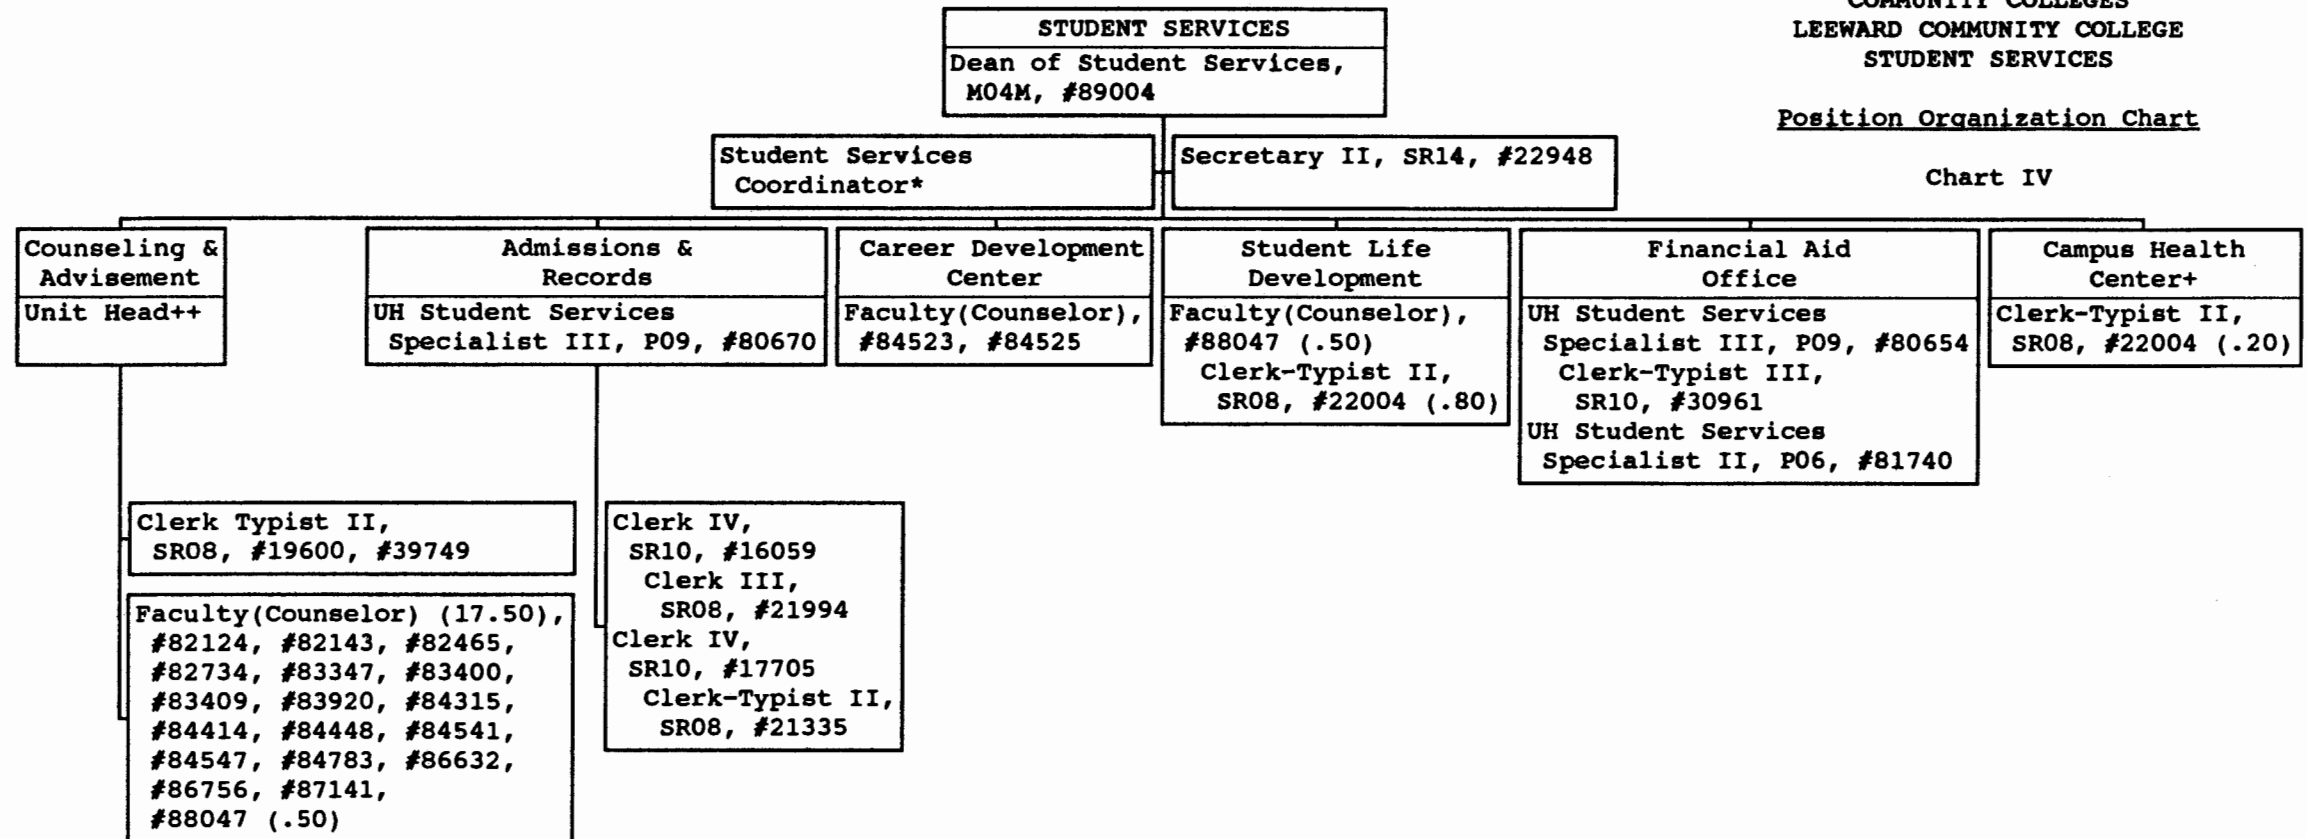 COMMUNITY COLLEGES
LEEWARD COMMUNITY COLLEGE
STUDENT SERVICES
Position Organization Chart
Chart IV
STUDENT SERVICES
Dean of Student Services,
M04M, #89004
Student Services
Coordinator*
Secretary II, SR14, #22948
Counseling &
Advisement
Unit Head++
Admissions &
Records
UH Student Services
Specialist III, P09, #80670
Career Development
Center
Faculty(Counselor),
#84523, #84525
Student Life
Development
Faculty(Counselor),
#88047 (.50)
Clerk-Typist II,
SR08, #22004 (.80)
Financial Aid
Office
UH Student Services
Specialist III, P09, #80654
Clerk-Typist III,
SR10, #30961
UH Student Services
Specialist II, P06, #81740
Campus Health
Center+
Clerk-Typist II,
SR08, #22004 (.20)
Clerk Typist II,
SR08, #19600, #39749
Faculty(Counselor) (17.50),
#82124, #82143, #82465,
#82734, #83347, #83400,
#83409, #83920, #84315,
#84414, #84448, #84541,
#84547, #84783, #86632,
#86756, #87141,
#88047 (.50)
Clerk IV,
SR10, #16059
Clerk III,
SR08, #21994
Clerk IV,
SR10, #17705
Clerk-Typist II,
SR08, #21335